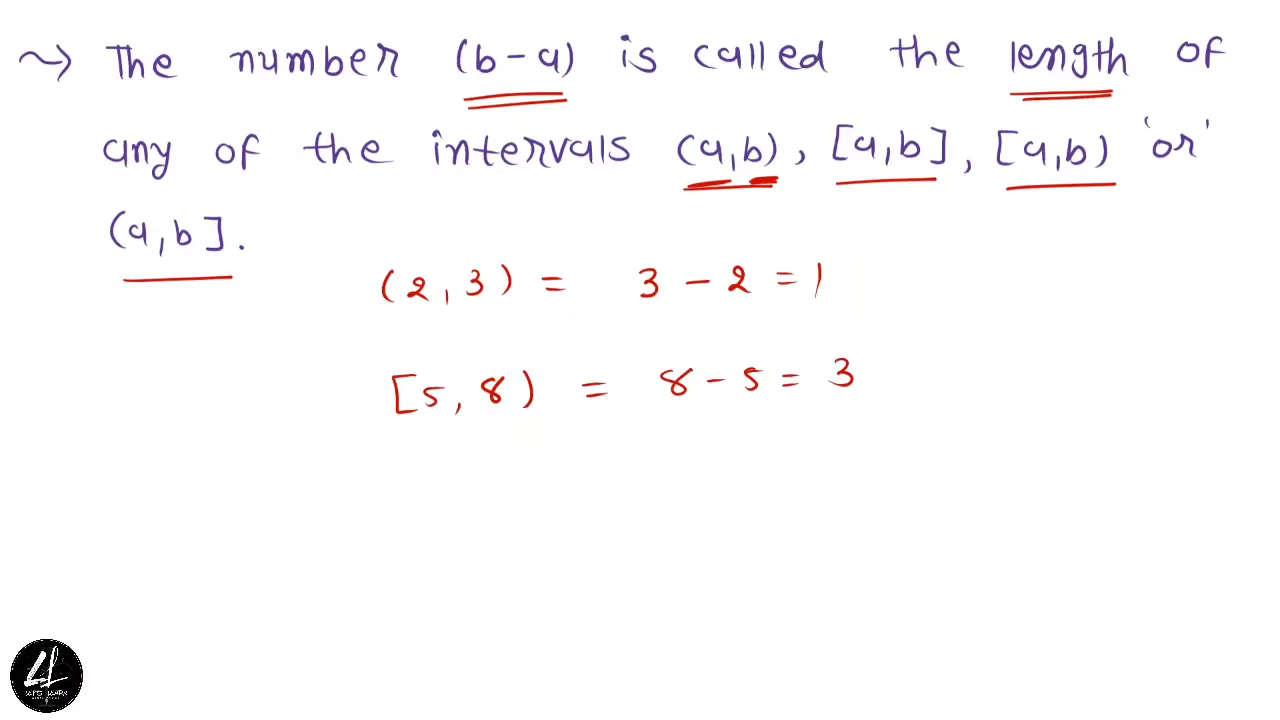 ~> The number (b-a) is called the length of
any of the intervals (a,b), [a,b], [a,b) 'or'
(a,b].
(2,3) = 3 - 2 = 1
[5,8) = 8 - 5 = 3